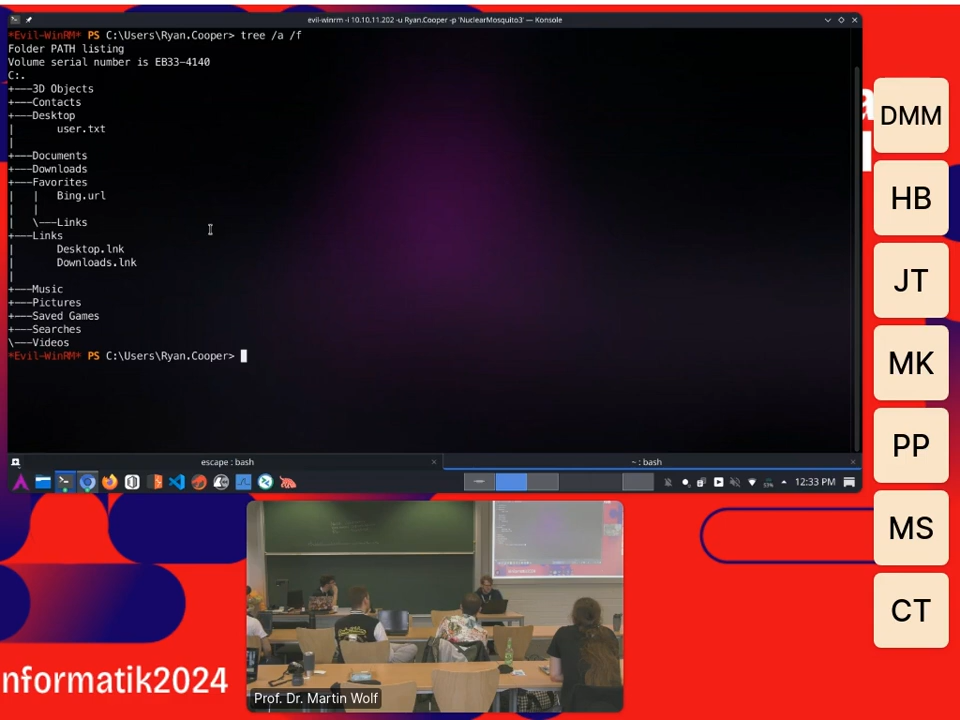 evil-winrm -i 10.10.11.202 -u Ryan.Cooper -p 'NuclearMosquito3' — Konsole
*Evil-WinRM* PS C:\Users\Ryan.Cooper> tree /a /f
Folder PATH listing
Volume serial number is EB33-4140
C:.
+---3D Objects
+---Contacts
+---Desktop
|       user.txt
|
+---Documents
+---Downloads
+---Favorites
|   |   Bing.url
|   |
|   \---Links
+---Links
|       Desktop.lnk
|       Downloads.lnk
|
+---Music
+---Pictures
+---Saved Games
+---Searches
\---Videos
*Evil-WinRM* PS C:\Users\Ryan.Cooper>
escape : bash
~ : bash
12:33 PM
DMM
HB
JT
MK
PP
MS
CT
nformatik2024
Prof. Dr. Martin Wolf